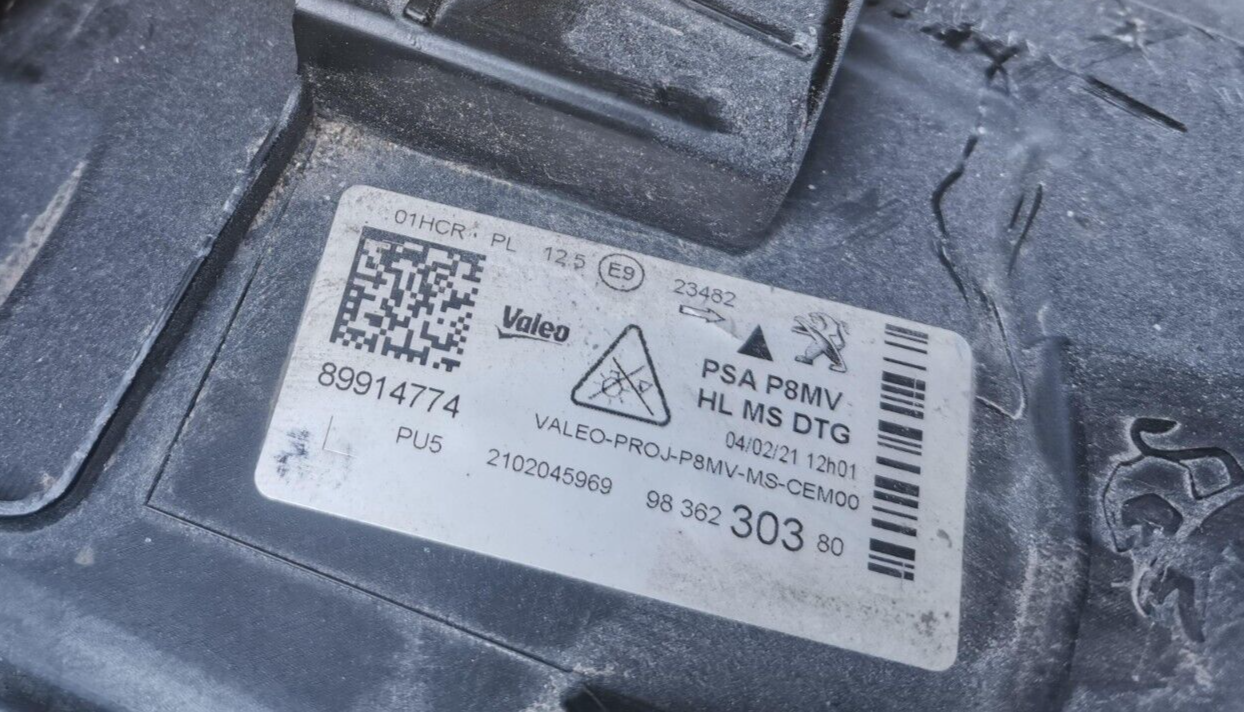 01HCR PL 12.5 E9 23482
Valeo
PSA P8MV
HL MS DTG
89914774
04/02/21 12h01
VALEO-PROJ-P8MV-MS-CEM00
PU5
2102045969
98 362 303 80